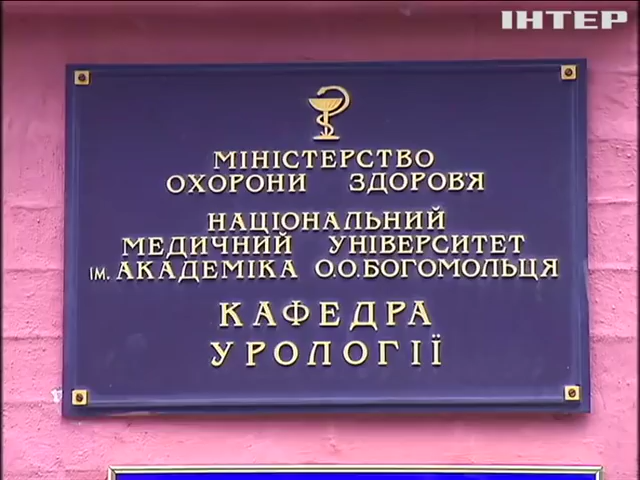 ІНТЕР
МІНІСТЕРСТВО
ОХОРОНИ ЗДОРОВ'Я
НАЦІОНАЛЬНИЙ
МЕДИЧНИЙ УНІВЕРСИТЕТ
ІМ. АКАДЕМІКА О.О.БОГОМОЛЬЦЯ
КАФЕДРА
УРОЛОГІЇ